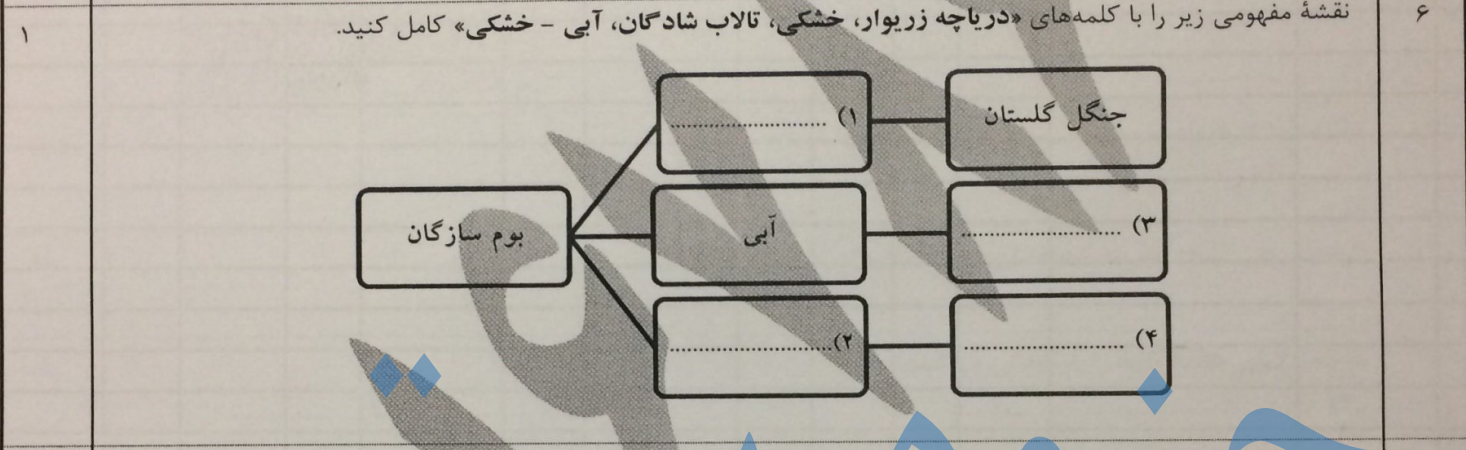 ۶
نقشهٔ مفهومی زیر را با کلمه‌های «دریاچه زریوار، خشکی، تالاب شادگان، آبی - خشکی» کامل کنید.
۱
جنگل گلستان
۱) ..............................
۳) ..............................
آبی
بوم سازگان
۴) ..............................
۲)..............................